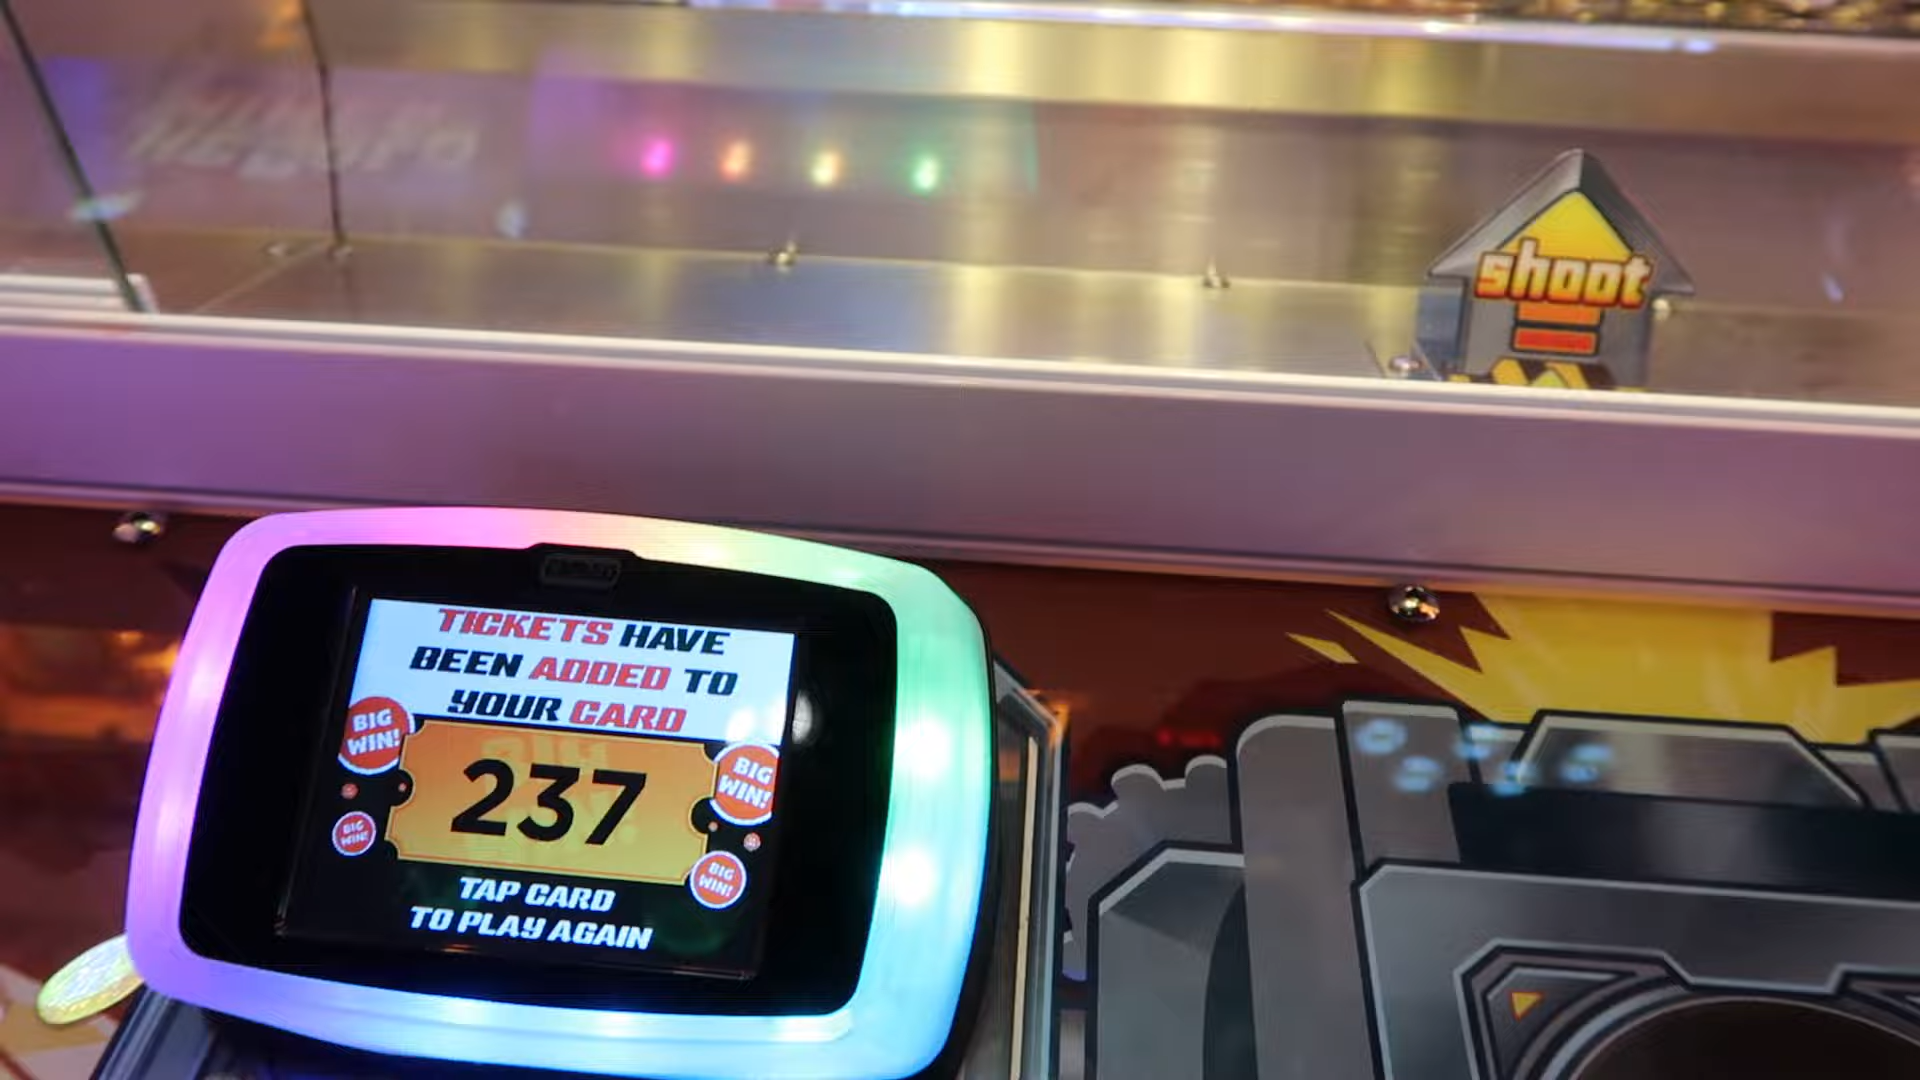 shoot
TICKETS HAVE
BEEN ADDED TO
YOUR CARD
BIG
WIN!
BIG
WIN!
237
BIG
WIN!
BIG
WIN!
TAP CARD
TO PLAY AGAIN